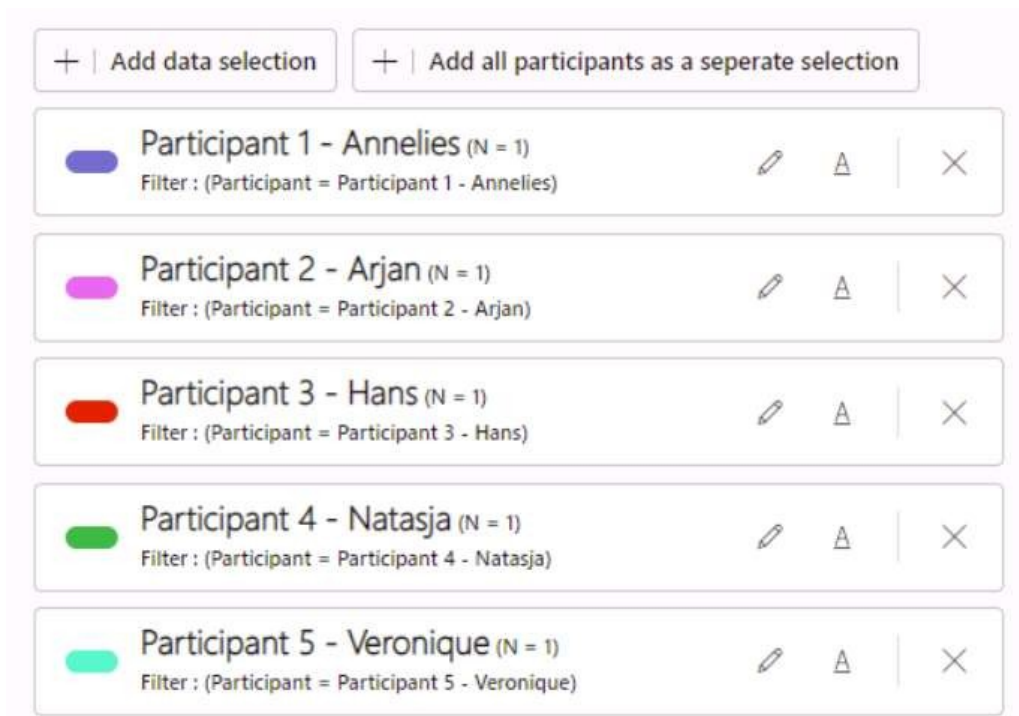 Add data selection
Add all participants as a seperate selection
Participant 1 - Annelies (N = 1)
Filter : (Participant = Participant 1 - Annelies)
Participant 2 - Arjan (N = 1)
Filter : (Participant = Participant 2 - Arjan)
Participant 3 - Hans (N = 1)
Filter : (Participant = Participant 3 - Hans)
Participant 4 - Natasja (N = 1)
Filter : (Participant = Participant 4 - Natasja)
Participant 5 - Veronique (N = 1)
Filter : (Participant = Participant 5 - Veronique)